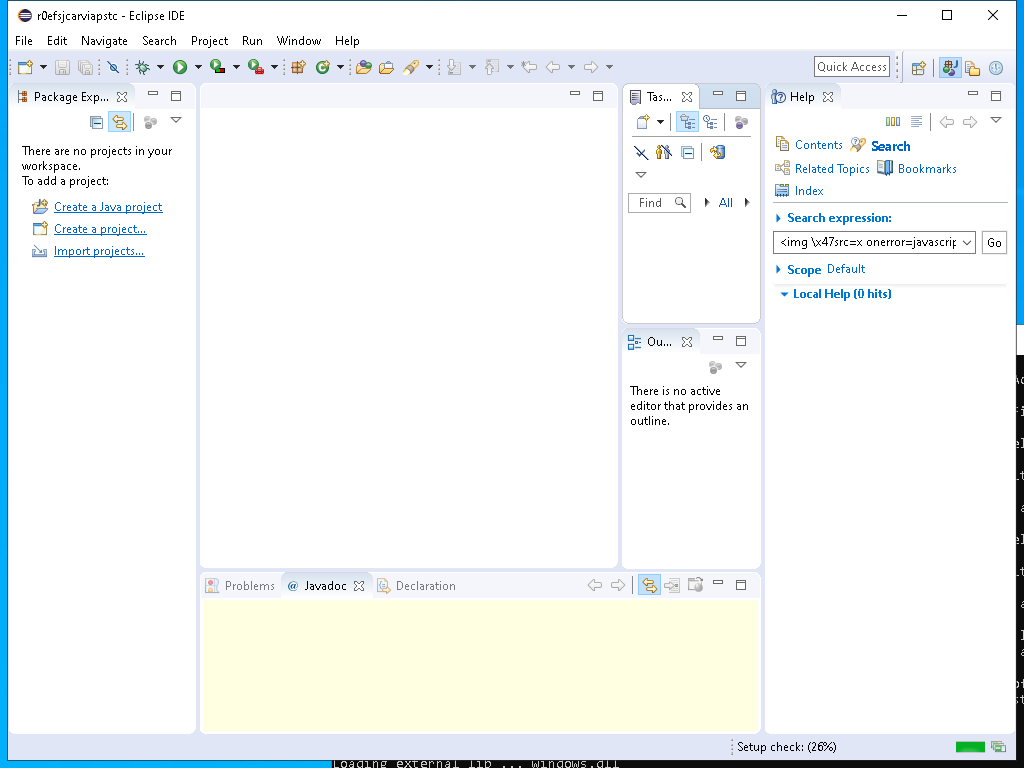 r0efsjcarviapstc - Eclipse IDE
File Edit Navigate Search Project Run Window Help
Quick Access
Package Exp...
There are no projects in your
workspace.
To add a project:
Create a Java project
Create a project...
Import projects...
Tas...
Find
All
Ou...
There is no active
editor that provides an
outline.
Help
Contents Search
Related Topics Bookmarks
Index
Search expression:
<img \x47src=x onerror=javascrip
Go
Scope Default
Local Help (0 hits)
Problems @ Javadoc Declaration
Setup check: (26%)
Loading external lib ... windows.dll